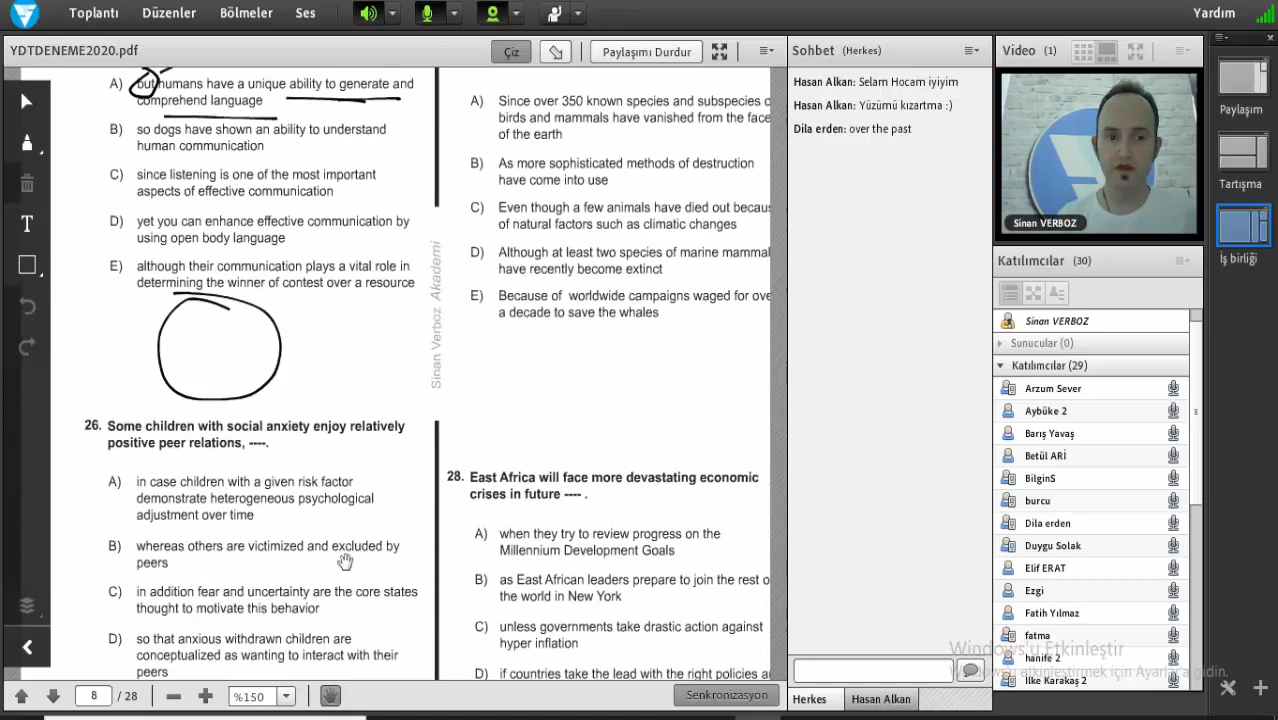 Toplantı Düzenler Bölmeler Ses Yardım
YDTDENEME2020.pdf
Çiz
Paylaşımı Durdur
A) but humans have a unique ability to generate and
comprehend language
B) so dogs have shown an ability to understand
human communication
C) since listening is one of the most important
aspects of effective communication
D) yet you can enhance effective communication by
using open body language
E) although their communication plays a vital role in
determining the winner of contest over a resource
26. Some children with social anxiety enjoy relatively
positive peer relations, ----.
A) in case children with a given risk factor
demonstrate heterogeneous psychological
adjustment over time
B) whereas others are victimized and excluded by
peers
C) in addition fear and uncertainty are the core states
thought to motivate this behavior
D) so that anxious withdrawn children are
conceptualized as wanting to interact with their
peers
Sinan Verboz Akademi
A) Since over 350 known species and subspecies o
birds and mammals have vanished from the face
of the earth
B) As more sophisticated methods of destruction
have come into use
C) Even though a few animals have died out becau
of natural factors such as climatic changes
D) Although at least two species of marine mammal
have recently become extinct
E) Because of worldwide campaigns waged for ove
a decade to save the whales
28. East Africa will face more devastating economic
crises in future ---- .
A) when they try to review progress on the
Millennium Development Goals
B) as East African leaders prepare to join the rest o
the world in New York
C) unless governments take drastic action against
hyper inflation
D) if countries take the lead with the right policies a
8 / 28
%150
Senkronizasyon
Sohbet (Herkes)
Hasan Alkan: Selam Hocam iyiyim
Hasan Alkan: Yüzümü kızartma :)
Dila erden: over the past
Herkes
Hasan Alkan
Video (1)
Sinan VERBOZ
Katılımcılar (30)
Sinan VERBOZ
Sunucular (0)
Katılımcılar (29)
Arzum Sever
Aybüke 2
Barış Yavaş
Betül ARİ
BilginS
burcu
Dila erden
Duygu Solak
Elif ERAT
Ezgi
Fatih Yılmaz
fatma
hanife 2
İlke Karakaş 2
Paylaşım
Tartışma
İş birliği
Windows'u Etkinleştir
Windows'u etkinleştirmek için Ayarlar'a gidin.